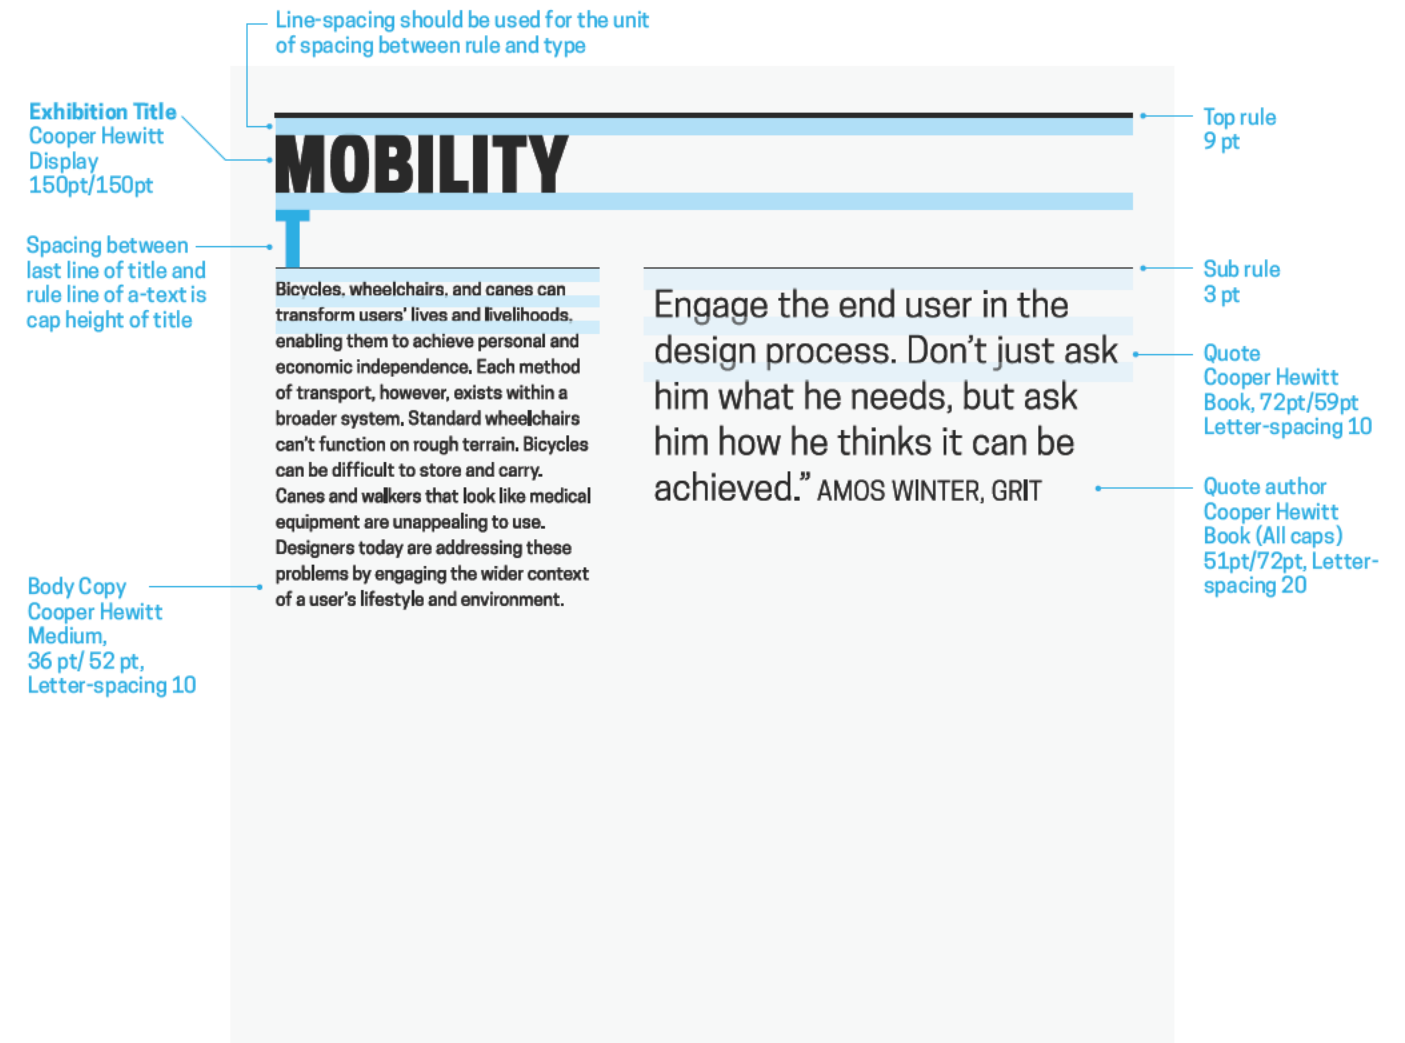 Line-spacing should be used for the unit
of spacing between rule and type
Exhibition Title
Cooper Hewitt
Display
150pt/150pt
Top rule
9 pt
MOBILITY
T
Spacing between
last line of title and
rule line of a-text is
cap height of title
Sub rule
3 pt
Bicycles, wheelchairs, and canes can
transform users' lives and livelihoods,
enabling them to achieve personal and
economic independence. Each method
of transport, however, exists within a
broader system. Standard wheelchairs
can't function on rough terrain. Bicycles
can be difficult to store and carry.
Canes and walkers that look like medical
equipment are unappealing to use.
Designers today are addressing these
problems by engaging the wider context
of a user's lifestyle and environment.
Engage the end user in the
design process. Don't just ask
him what he needs, but ask
him how he thinks it can be
achieved.” AMOS WINTER, GRIT
Quote
Cooper Hewitt
Book, 72pt/59pt
Letter-spacing 10
Quote author
Cooper Hewitt
Book (All caps)
51pt/72pt, Letter-
spacing 20
Body Copy
Cooper Hewitt
Medium,
36 pt/ 52 pt,
Letter-spacing 10